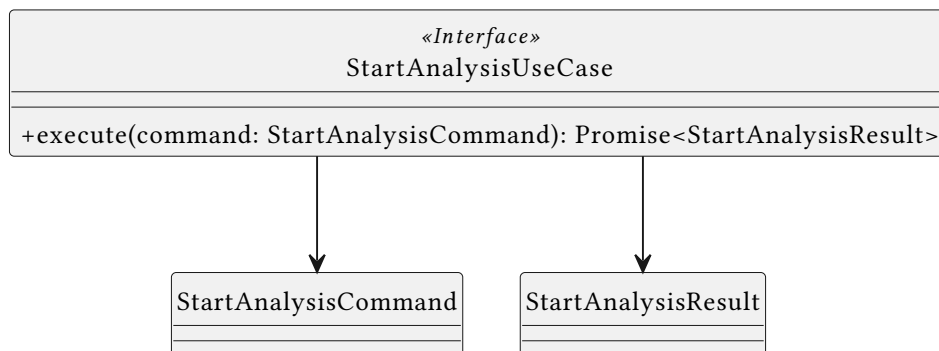 «Interface»
StartAnalysisUseCase
+execute(command: StartAnalysisCommand): Promise<StartAnalysisResult>
StartAnalysisCommand
StartAnalysisResult